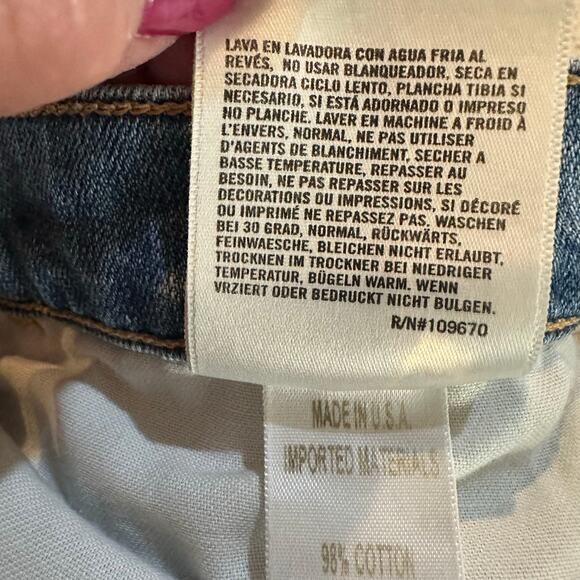 LAVA EN LAVADORA CON AGUA FRIA AL
REVÉS, NO USAR BLANQUEADOR, SECA EN
SECADORA CICLO LENTO, PLANCHA TIBIA SI
NECESARIO, SI ESTÁ ADORNADO O IMPRESO
NO PLANCHE. LAVER EN MACHINE A FROID À
L'ENVERS, NORMAL, NE PAS UTILISER
D'AGENTS DE BLANCHIMENT, SECHER A
BASSE TEMPERATURE, REPASSER AU
BESOIN, NE PAS REPASSER SUR LES
DECORATIONS OU IMPRESSIONS, SI DÉCORÉ
OU IMPRIMÉ NE REPASSEZ PAS. WASCHEN
BEI 30 GRAD, NORMAL, RÜCKWÄRTS,
FEINWAESCHE, BLEICHEN NICHT ERLAUBT,
TROCKNEN IM TROCKNER BEI NIEDRIGER
TEMPERATUR, BÜGELN WARM. WENN
VRZIERT ODER BEDRUCKT NICHT BULGEN.
R/N#109670
MADE IN U.S.A.
IMPORTED MATERIALS
98% COTTON